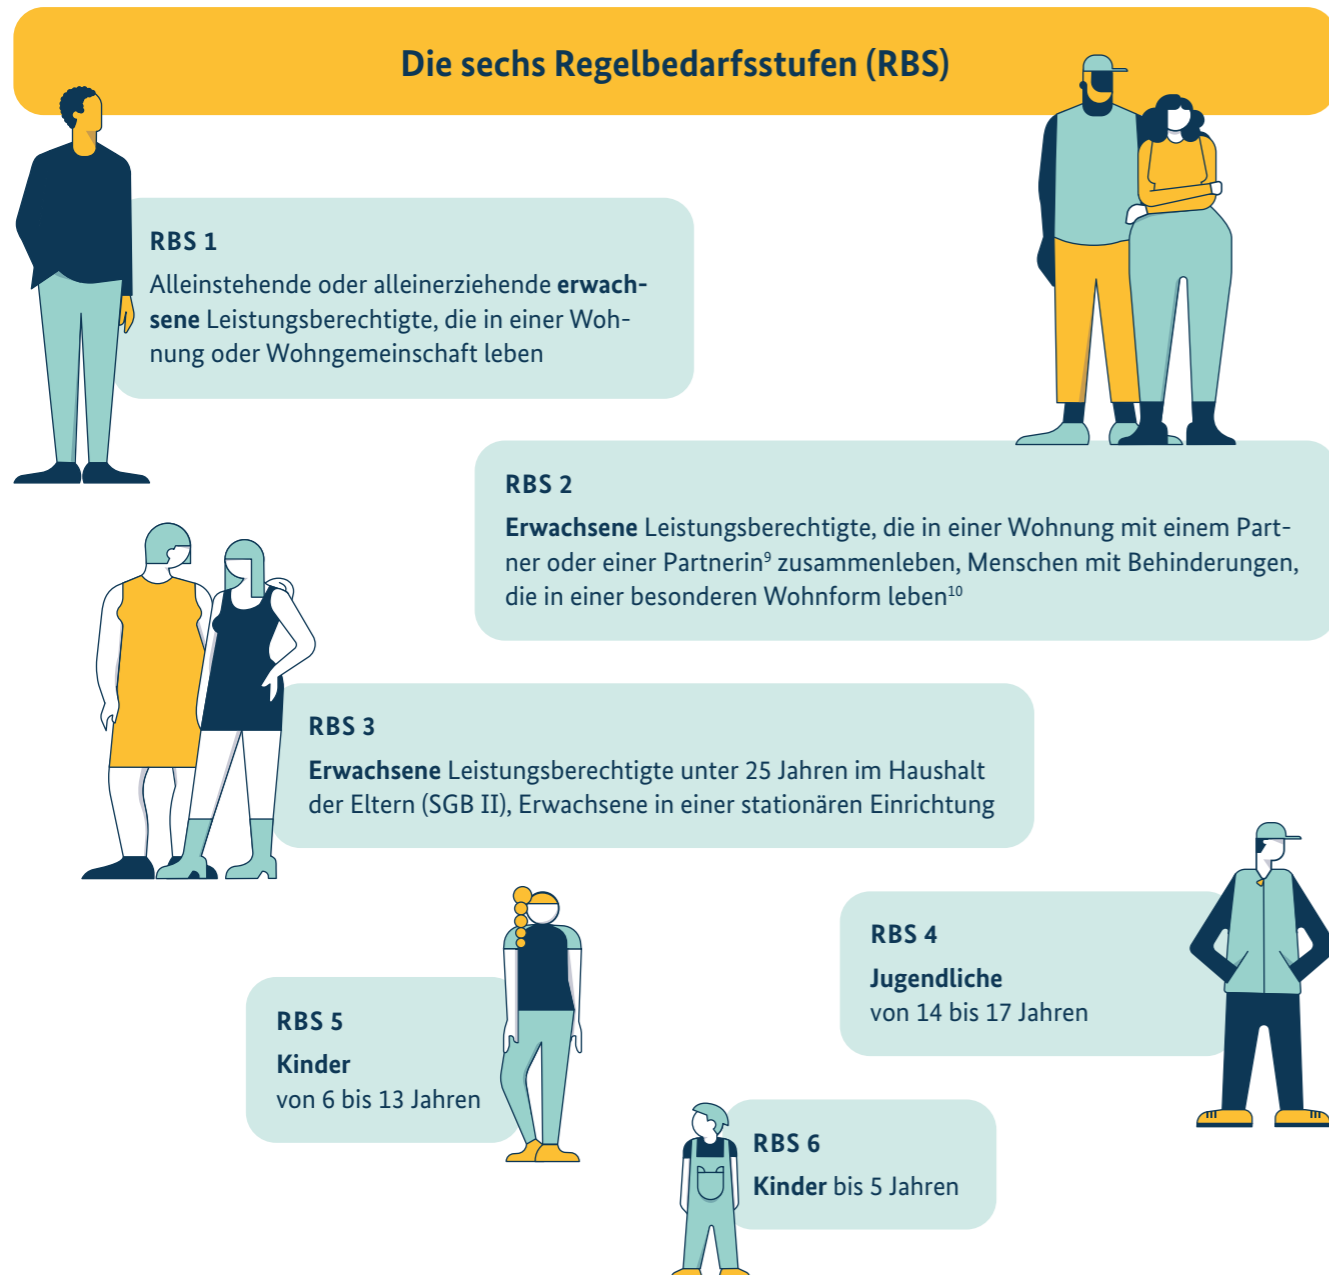 Die sechs Regelbedarfsstufen (RBS)
RBS 1
Alleinstehende oder alleinerziehende erwach-
sene Leistungsberechtigte, die in einer Woh-
nung oder Wohngemeinschaft leben
RBS 2
Erwachsene Leistungsberechtigte, die in einer Wohnung mit einem Part-
ner oder einer Partnerin⁹ zusammenleben, Menschen mit Behinderungen,
die in einer besonderen Wohnform leben¹⁰
RBS 3
Erwachsene Leistungsberechtigte unter 25 Jahren im Haushalt
der Eltern (SGB II), Erwachsene in einer stationären Einrichtung
RBS 4
Jugendliche
von 14 bis 17 Jahren
RBS 5
Kinder
von 6 bis 13 Jahren
RBS 6
Kinder bis 5 Jahren